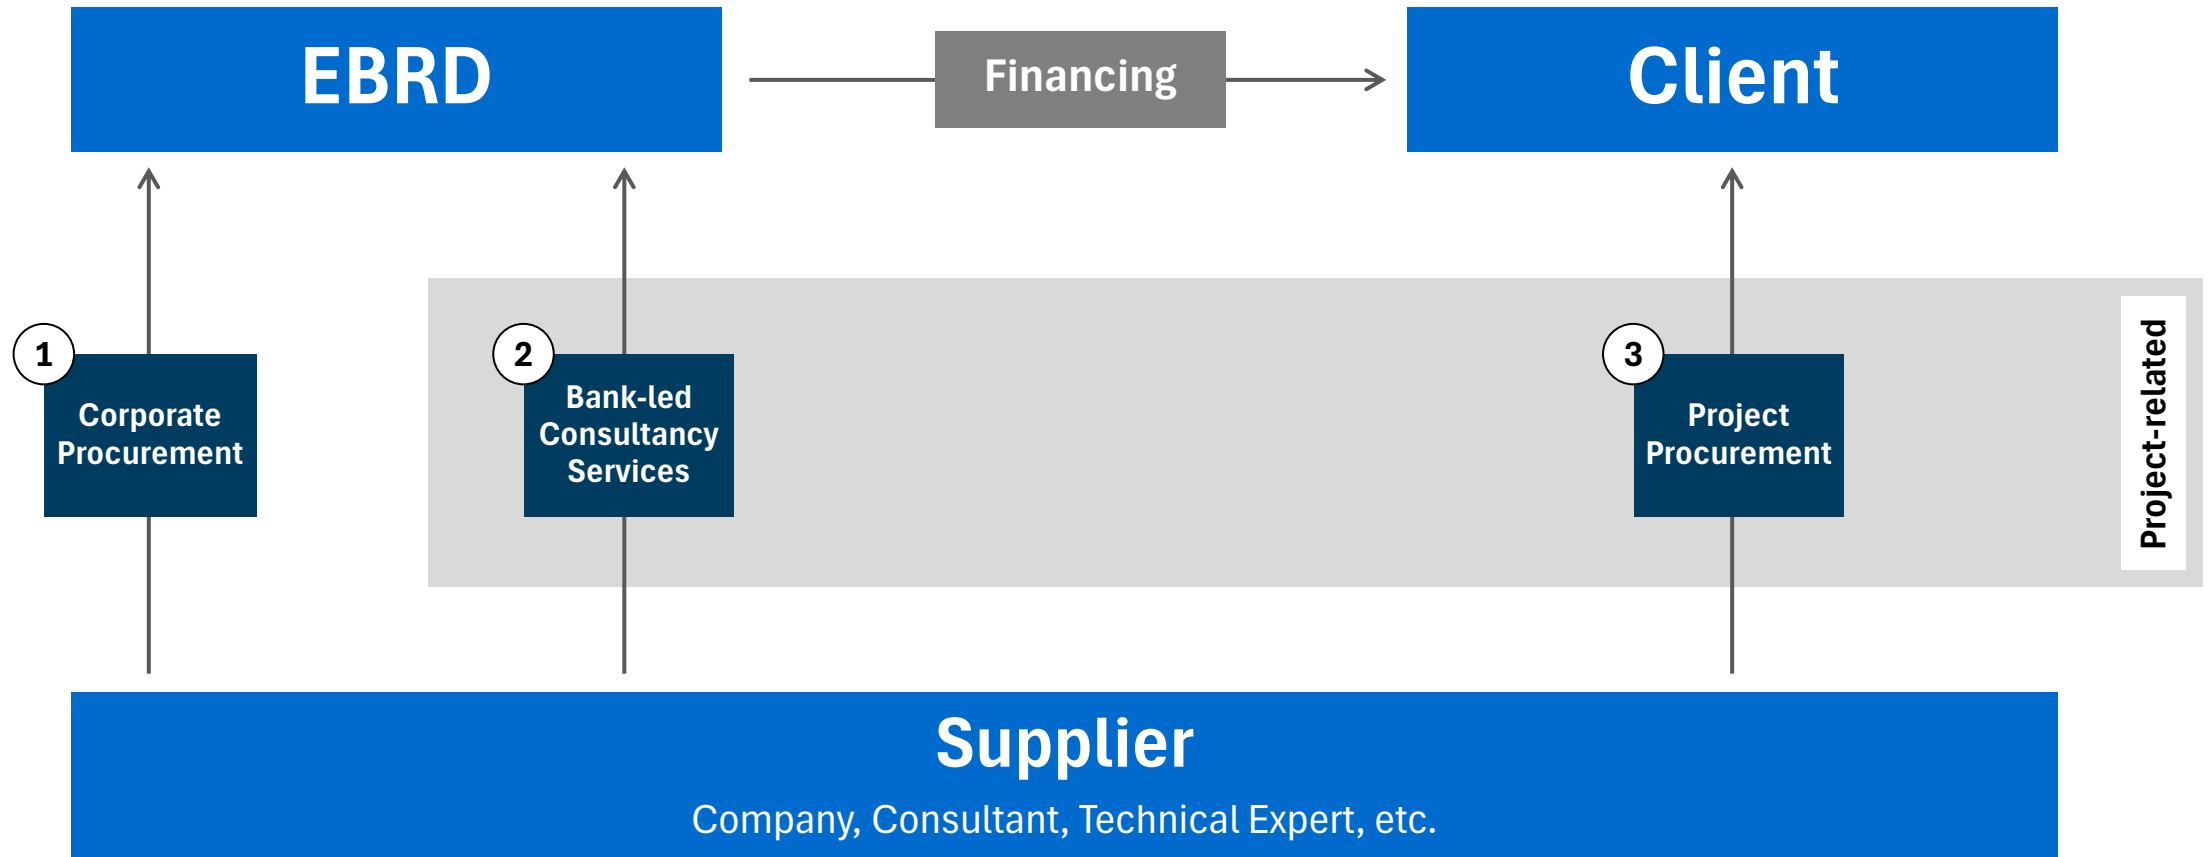 EBRD
Financing
Client
1
Corporate
Procurement
2
Bank-led
Consultancy
Services
3
Project
Procurement
Project-related
Supplier
Company, Consultant, Technical Expert, etc.